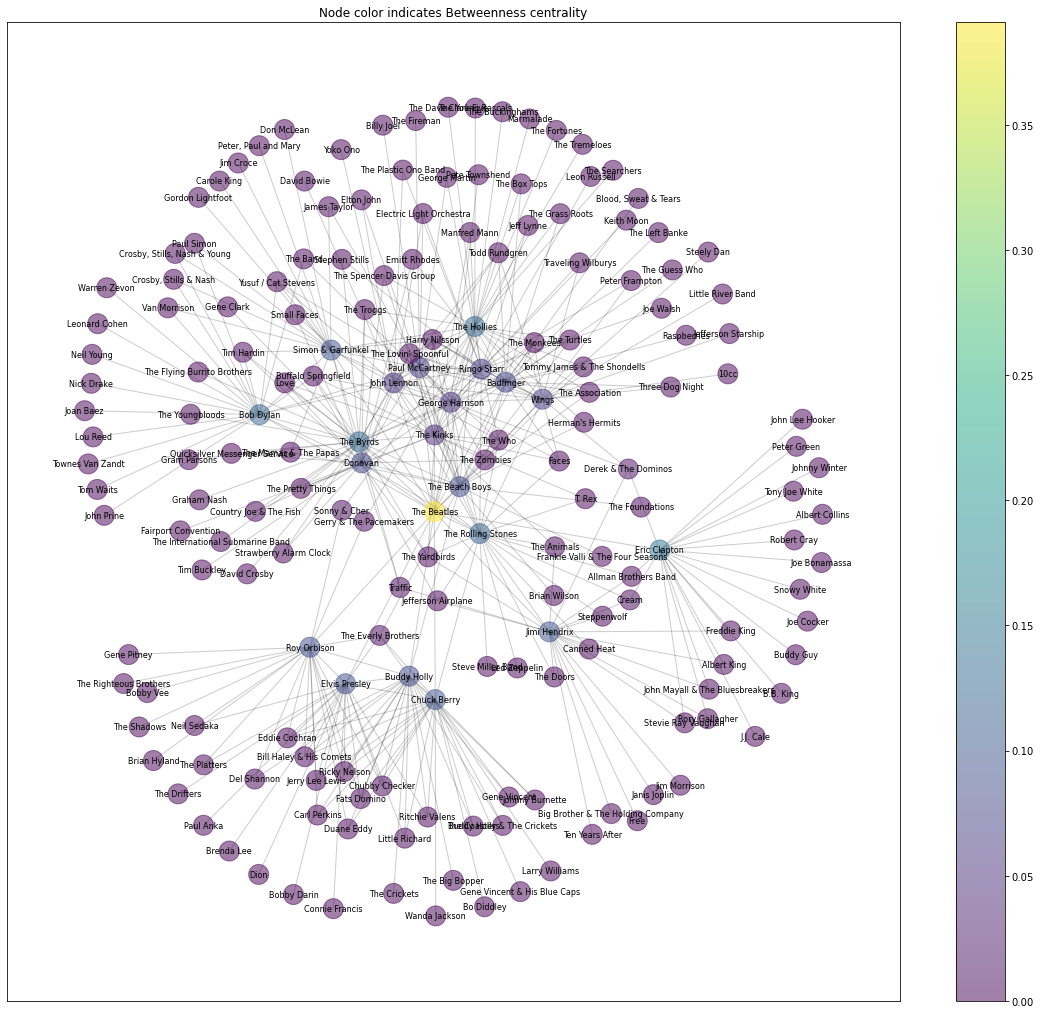 Node color indicates Betweenness centrality
The Dave Clark Five
The Young Rascals
The Buckinghams
Marmalade
The Fireman
Billy Joel
Don McLean
The Fortunes
The Tremeloes
Peter, Paul and Mary
Yoko Ono
Jim Croce
The Plastic Ono Band
George Martin
Pete Townshend
The Searchers
Leon Russell
Carole King
David Bowie
The Box Tops
Gordon Lightfoot
Elton John
Blood, Sweat & Tears
James Taylor
Electric Light Orchestra
The Grass Roots
Keith Moon
Jeff Lynne
Manfred Mann
The Left Banke
Paul Simon
Crosby, Stills, Nash & Young
Todd Rundgren
Steely Dan
The Band
Stephen Stills
Emitt Rhodes
Traveling Wilburys
The Guess Who
The Spencer Davis Group
Crosby, Stills & Nash
Yusuf / Cat Stevens
Peter Frampton
Warren Zevon
Little River Band
Van Morrison
Gene Clark
Small Faces
The Troggs
Joe Walsh
Leonard Cohen
The Hollies
Raspberries
Jefferson Starship
Harry Nilsson
The Monkees
The Turtles
Simon & Garfunkel
Tim Hardin
The Lovin' Spoonful
Neil Young
Paul McCartney
Ringo Starr
Tommy James & The Shondells
The Flying Burrito Brothers
Buffalo Springfield
10cc
Nick Drake
Love
John Lennon
Badfinger
Three Dog Night
The Association
Wings
George Harrison
Joan Baez
The Youngbloods
Bob Dylan
John Lee Hooker
Herman's Hermits
Lou Reed
The Kinks
The Byrds
The Who
Peter Green
Quicksilver Messenger Service
The Mamas & The Papas
Gram Parsons
The Zombies
Faces
Townes Van Zandt
Donovan
Johnny Winter
Derek & The Dominos
Tom Waits
The Pretty Things
The Beach Boys
Tony Joe White
Graham Nash
T. Rex
The Foundations
John Prine
Country Joe & The Fish
Sonny & Cher
The Beatles
Albert Collins
Gerry & The Pacemakers
Fairport Convention
The Rolling Stones
The International Submarine Band
Robert Cray
The Animals
Eric Clapton
Strawberry Alarm Clock
The Yardbirds
Frankie Valli & The Four Seasons
Joe Bonamassa
Tim Buckley
David Crosby
Allman Brothers Band
Traffic
Snowy White
Brian Wilson
Jefferson Airplane
Cream
Steppenwolf
Joe Cocker
Freddie King
Jimi Hendrix
The Everly Brothers
Roy Orbison
Canned Heat
Gene Pitney
Buddy Guy
Albert King
Steve Miller Band
Led Zeppelin
Buddy Holly
The Doors
The Righteous Brothers
Elvis Presley
Bobby Vee
John Mayall & The Bluesbreakers
B.B. King
Chuck Berry
Rory Gallagher
Stevie Ray Vaughan
The Shadows
Neil Sedaka
J.J. Cale
Eddie Cochran
Bill Haley & His Comets
Brian Hyland
The Platters
Ricky Nelson
Del Shannon
Jerry Lee Lewis
Chubby Checker
Jim Morrison
The Drifters
Janis Joplin
Fats Domino
Gene Vincent
Johnny Burnette
Carl Perkins
Big Brother & The Holding Company
Ritchie Valens
Free
Paul Anka
Duane Eddy
The Coasters
Buddy Holly & The Crickets
Ten Years After
Little Richard
Brenda Lee
Larry Williams
Dion
The Big Bopper
Gene Vincent & His Blue Caps
Bobby Darin
The Crickets
Connie Francis
Bo Diddley
Wanda Jackson
0.35
0.30
0.25
0.20
0.15
0.10
0.05
0.00